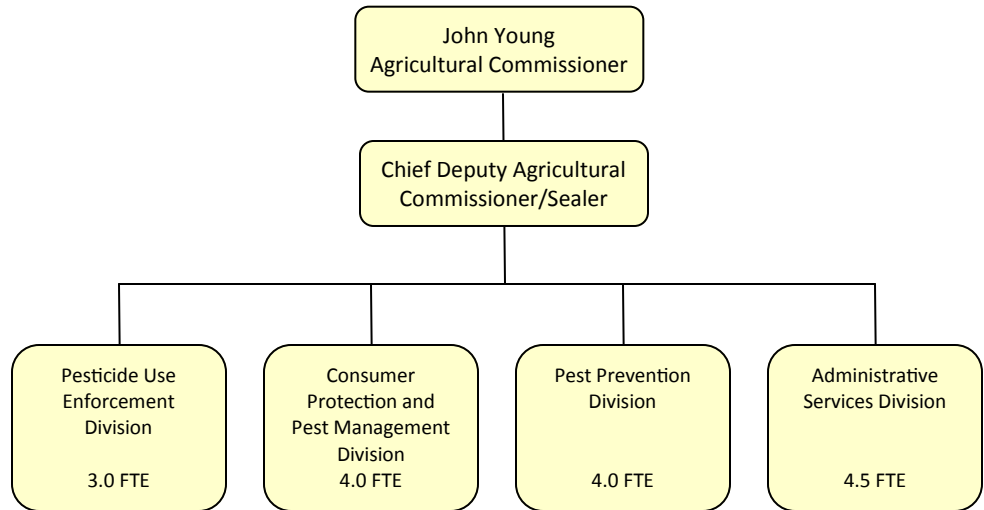 John Young
Agricultural Commissioner
Chief Deputy Agricultural
Commissioner/Sealer
Pesticide Use
Enforcement
Division
3.0 FTE
Consumer
Protection and
Pest Management
Division
4.0 FTE
Pest Prevention
Division
4.0 FTE
Administrative
Services Division
4.5 FTE